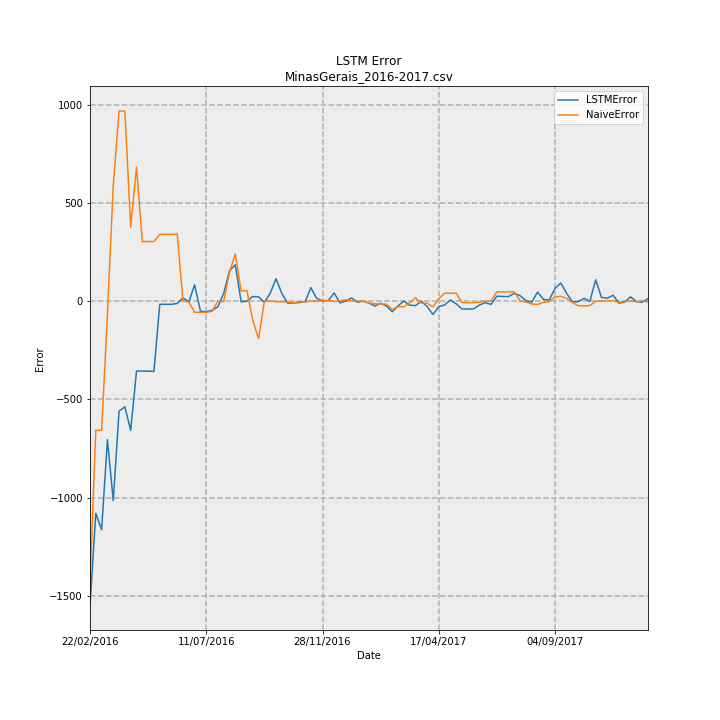 LSTM Error
MinasGerais_2016-2017.csv
LSTMError
NaiveError
1000
500
0
−500
−1000
−1500
Error
22/02/2016 11/07/2016 28/11/2016 17/04/2017 04/09/2017
Date